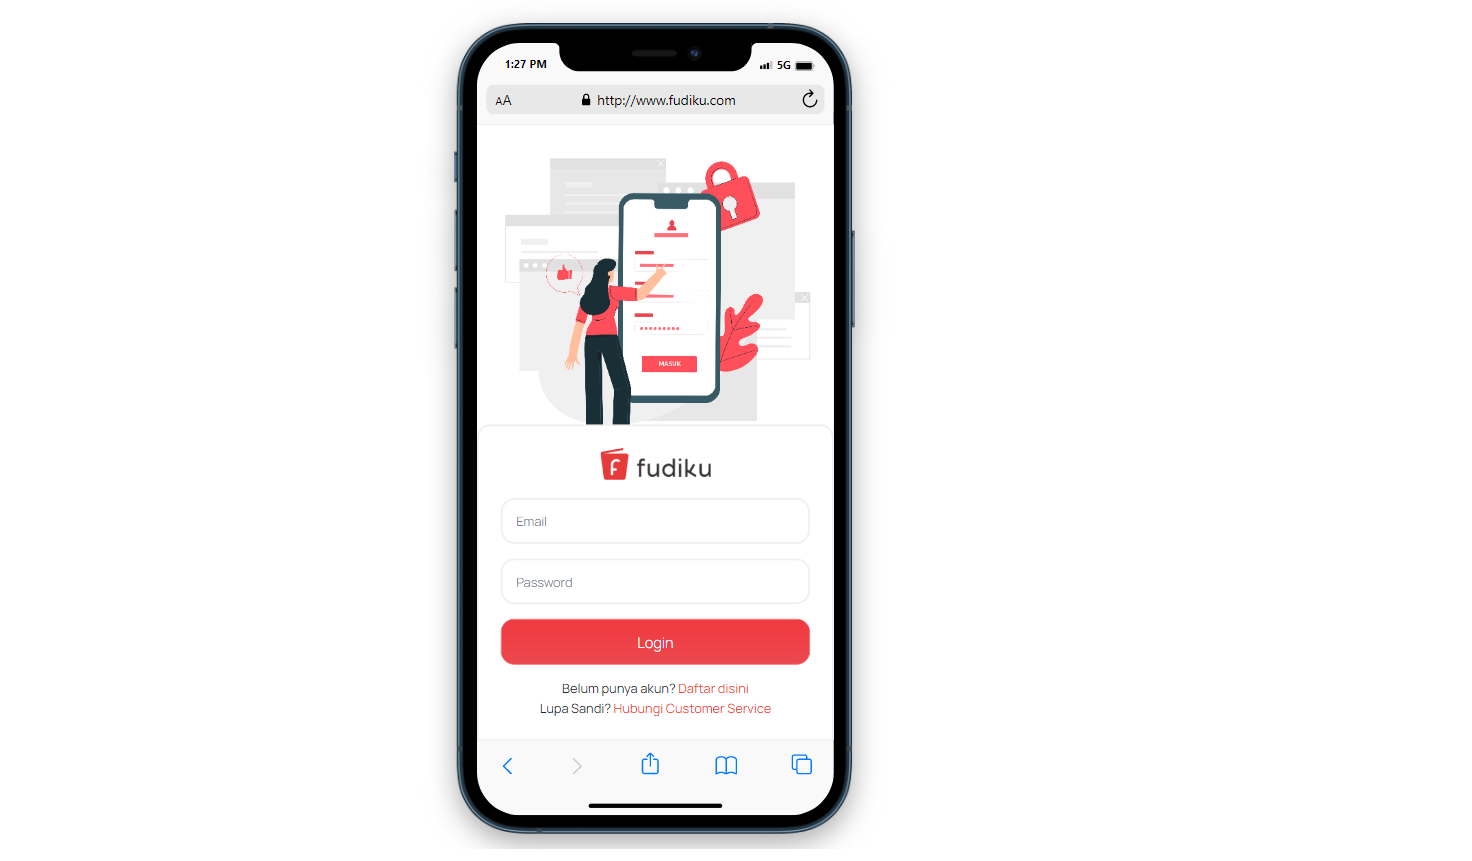 1:27 PM
5G
AA
http://www.fudiku.com
MASUK
fudiku
Email
Password
Login
Belum punya akun? Daftar disini
Lupa Sandi? Hubungi Customer Service